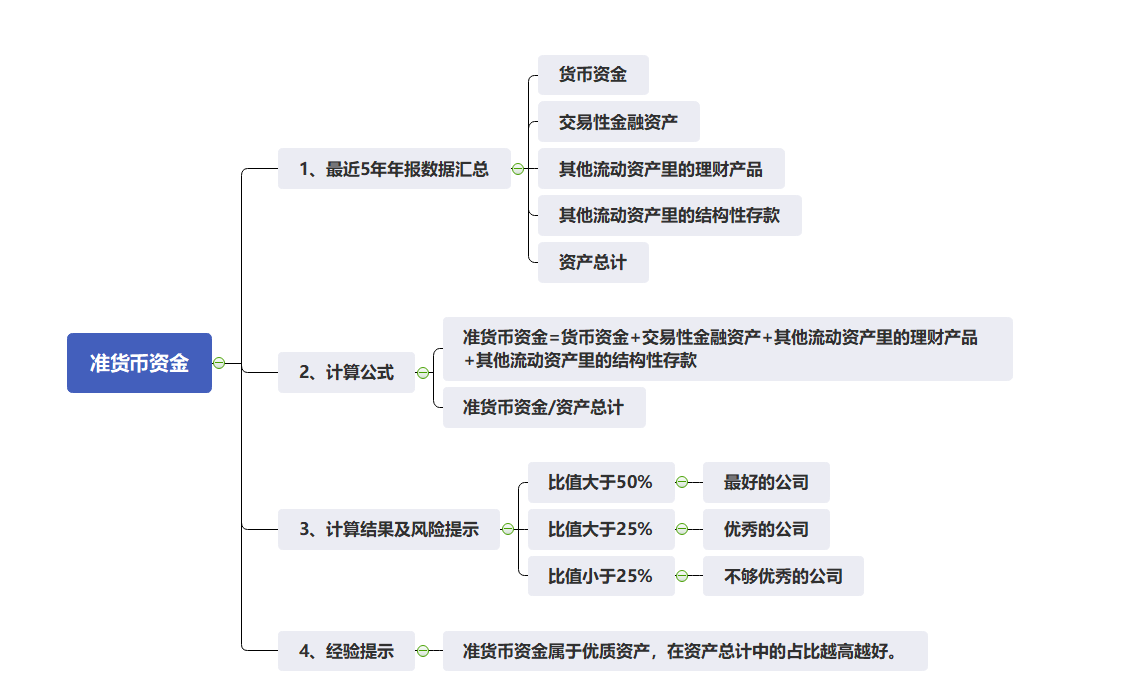 准货币资金
1、最近5年年报数据汇总
货币资金
交易性金融资产
其他流动资产里的理财产品
其他流动资产里的结构性存款
资产总计
2、计算公式
准货币资金=货币资金+交易性金融资产+其他流动资产里的理财产品
+其他流动资产里的结构性存款
准货币资金/资产总计
3、计算结果及风险提示
比值大于50%
最好的公司
比值大于25%
优秀的公司
比值小于25%
不够优秀的公司
4、经验提示
准货币资金属于优质资产，在资产总计中的占比越高越好。